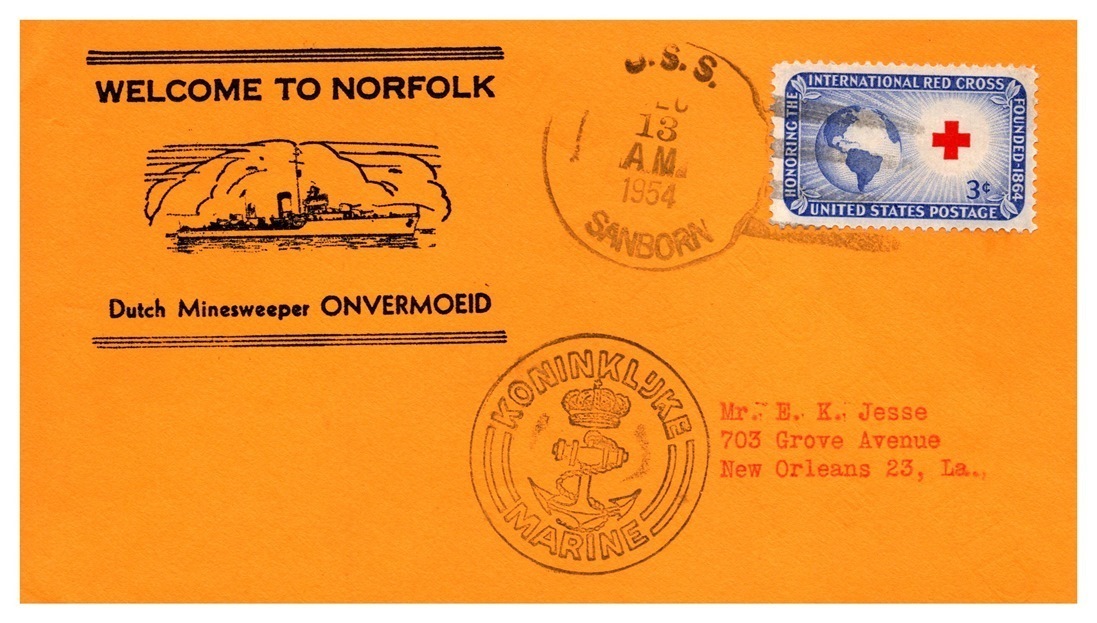 WELCOME TO NORFOLK
Dutch Minesweeper ONVERMOEID
U.S.S.
13
A.M.
1954
SANBORN
HONORING THE INTERNATIONAL RED CROSS FOUNDED-1864
3¢
UNITED STATES POSTAGE
KONINKLIJKE
MARINE
Mr. E. K. Jesse
703 Grove Avenue
New Orleans 23, La.,